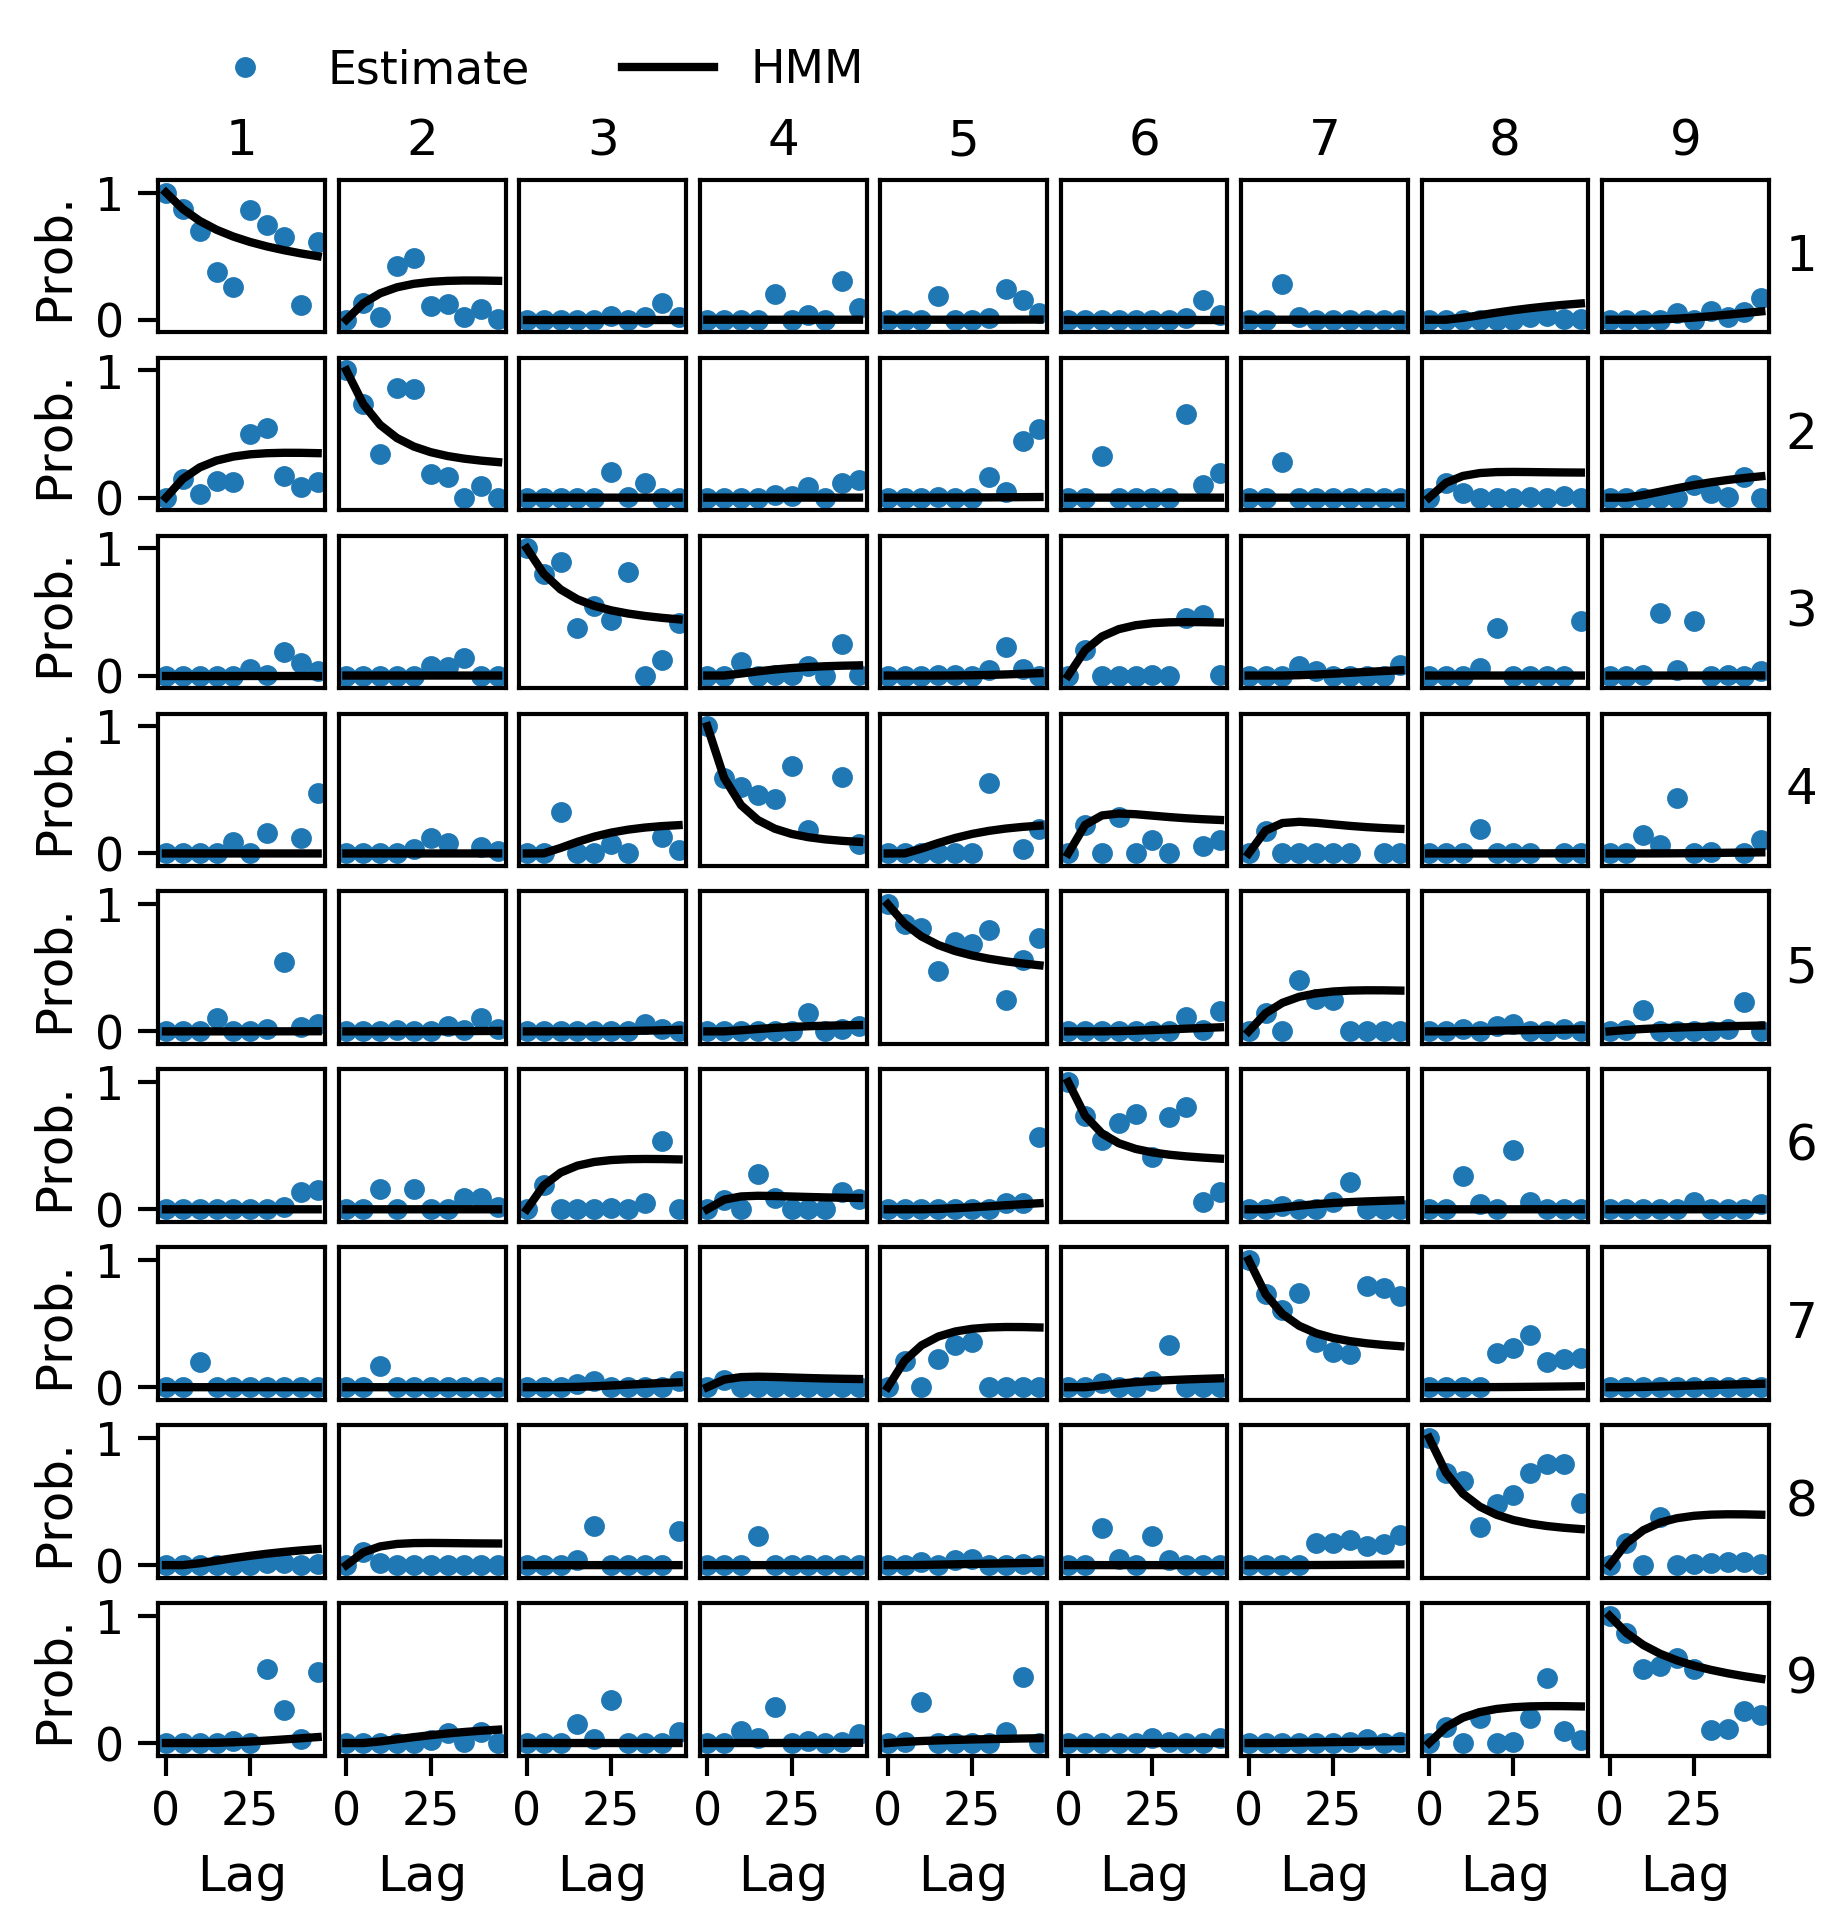 Estimate HMM
1 2 3 4 5 6 7 8 9
Prob. 1 0 1
Prob. 1 0 2
Prob. 1 0 3
Prob. 1 0 4
Prob. 1 0 5
Prob. 1 0 6
Prob. 1 0 7
Prob. 1 0 8
Prob. 1 0 9
0 25 0 25 0 25 0 25 0 25 0 25 0 25 0 25 0 25
Lag Lag Lag Lag Lag Lag Lag Lag Lag